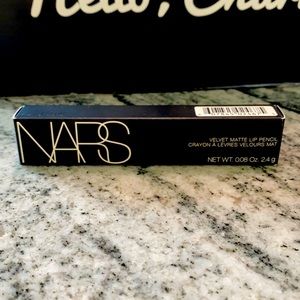 Hello,
NARS
VELVET MATTE LIP PENCIL
CRAYON À LÈVRES VELOURS MAT
NET WT. 0.08 Oz. 2.4 g